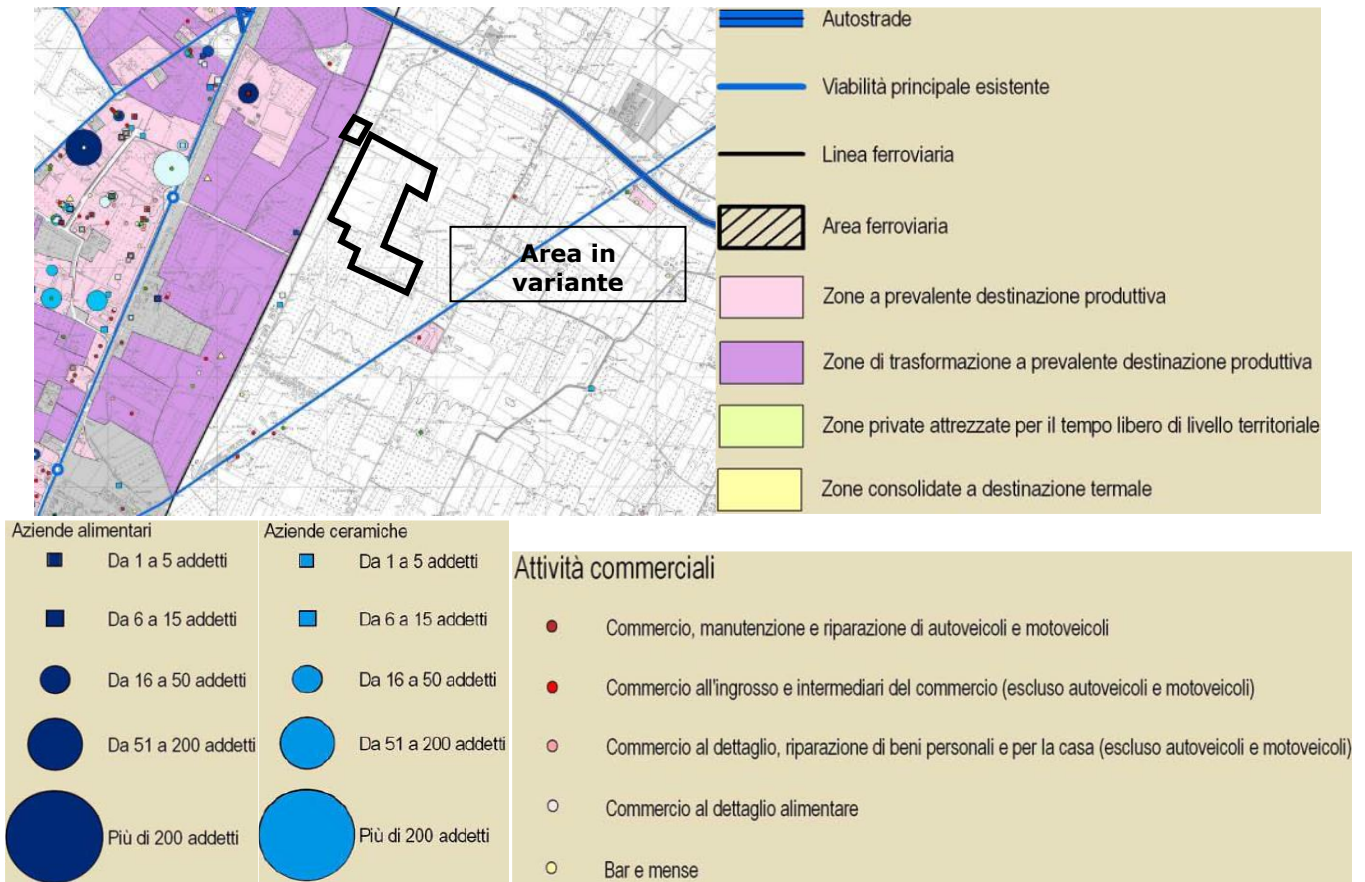 Area in
variante
Autostrade
Viabilità principale esistente
Linea ferroviaria
Area ferroviaria
Zone a prevalente destinazione produttiva
Zone di trasformazione a prevalente destinazione produttiva
Zone private attrezzate per il tempo libero di livello territoriale
Zone consolidate a destinazione termale
Aziende alimentari
Da 1 a 5 addetti
Da 6 a 15 addetti
Da 16 a 50 addetti
Da 51 a 200 addetti
Più di 200 addetti
Aziende ceramiche
Da 1 a 5 addetti
Da 6 a 15 addetti
Da 16 a 50 addetti
Da 51 a 200 addetti
Più di 200 addetti
Attività commerciali
Commercio, manutenzione e riparazione di autoveicoli e motoveicoli
Commercio all'ingrosso e intermediari del commercio (escluso autoveicoli e motoveicoli)
Commercio al dettaglio, riparazione di beni personali e per la casa (escluso autoveicoli e motoveicoli)
Commercio al dettaglio alimentare
Bar e mense